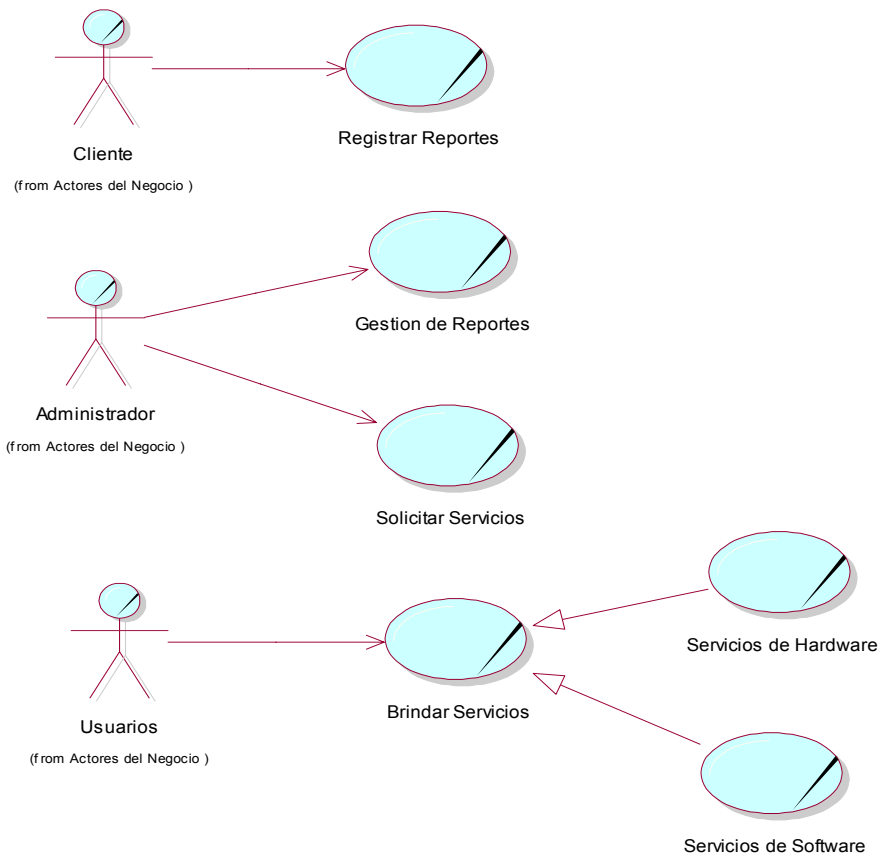 Registrar Reportes
Cliente
(from Actores del Negocio )
Gestion de Reportes
Administrador
(from Actores del Negocio )
Solicitar Servicios
Servicios de Hardware
Brindar Servicios
Usuarios
(from Actores del Negocio )
Servicios de Software